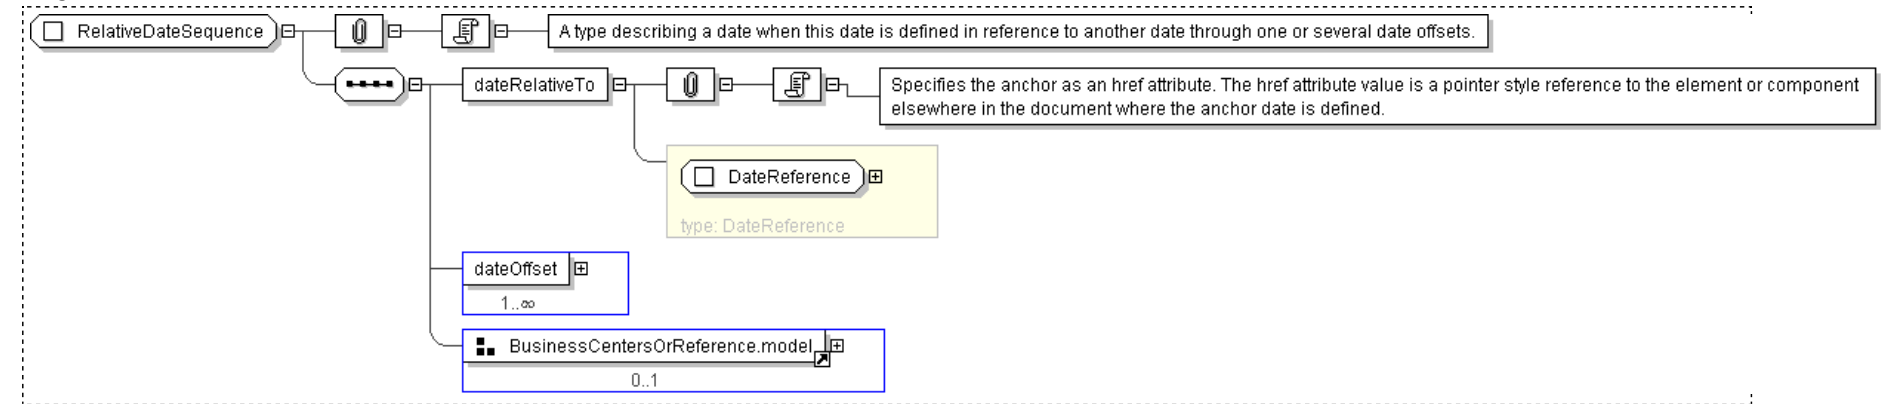 RelativeDateSequence
A type describing a date when this date is defined in reference to another date through one or several date offsets.
dateRelativeTo
Specifies the anchor as an href attribute. The href attribute value is a pointer style reference to the element or component
elsewhere in the document where the anchor date is defined.
DateReference
type: DateReference
dateOffset
1..∞
BusinessCentersOrReference.model
0..1